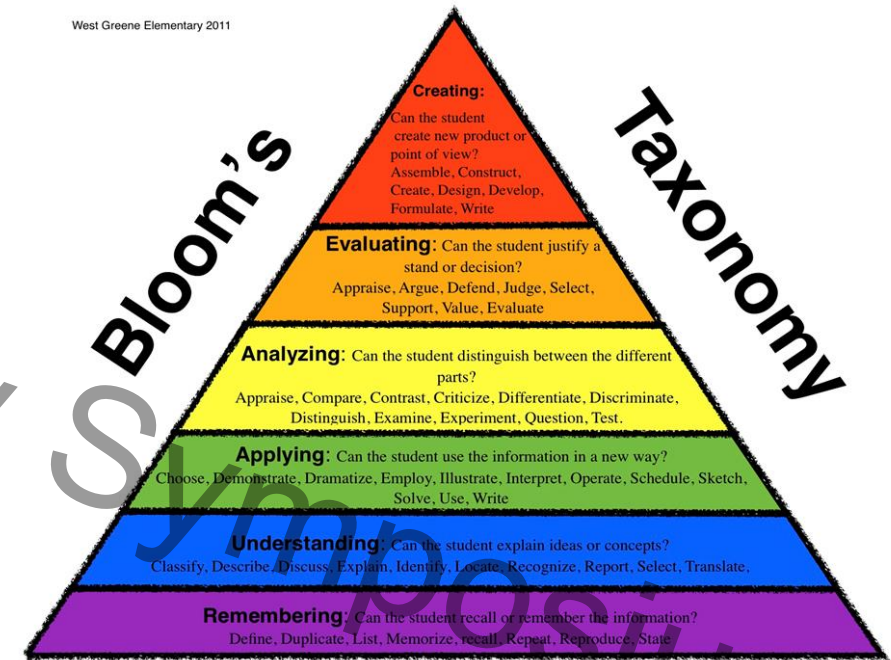 West Greene Elementary 2011
Bloom's
Taxonomy
Creating:
Can the student
create new product or
point of view?
Assemble, Construct,
Create, Design, Develop,
Formulate, Write
Evaluating: Can the student justify a
stand or decision?
Appraise, Argue, Defend, Judge, Select,
Support, Value, Evaluate
Analyzing: Can the student distinguish between the different
parts?
Appraise, Compare, Contrast, Criticize, Differentiate, Discriminate,
Distinguish, Examine, Experiment, Question, Test.
Applying: Can the student use the information in a new way?
Choose, Demonstrate, Dramatize, Employ, Illustrate, Interpret, Operate, Schedule, Sketch,
Solve, Use, Write
Understanding: Can the student explain ideas or concepts?
Classify, Describe, Discuss, Explain, Identify, Locate, Recognize, Report, Select, Translate,
Remembering: Can the student recall or remember the information?
Define, Duplicate, List, Memorize, recall, Repeat, Reproduce, State